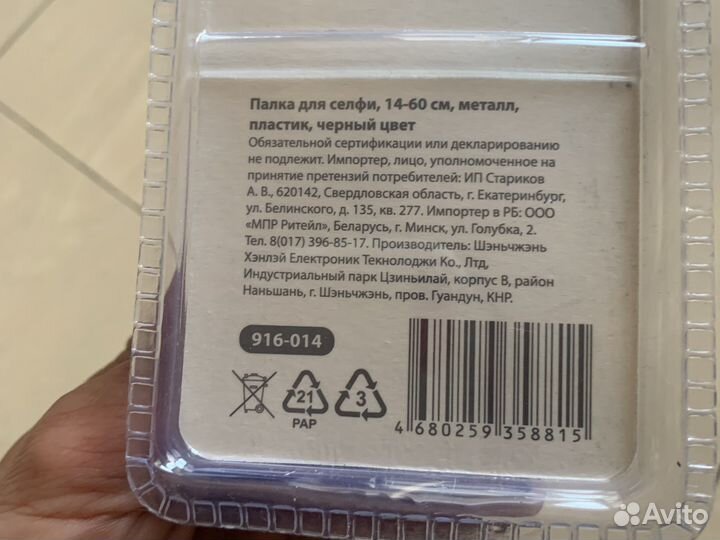 Палка для селфи, 14-60 см, металл,
пластик, черный цвет
Обязательной сертификации или декларированию
не подлежит. Импортер, лицо, уполномоченное на
принятие претензий потребителей: ИП Стариков
А. В., 620142, Свердловская область, г. Екатеринбург,
ул. Белинского, д. 135, кв. 277. Импортер в РБ: ООО
«МПР Ритейл», Беларусь, г. Минск, ул. Голубка, 2.
Тел. 8(017) 396-85-17. Производитель: Шэньчжэнь
Хэнлэй Електроник Текнолоджи Ко., Лтд,
Индустриальный парк Цзиньилай, корпус B, район
Наньшань, г. Шэньчжэнь, пров. Гуандун, КНР.
916-014
21
PAP
3
4 680259 358815
Avito